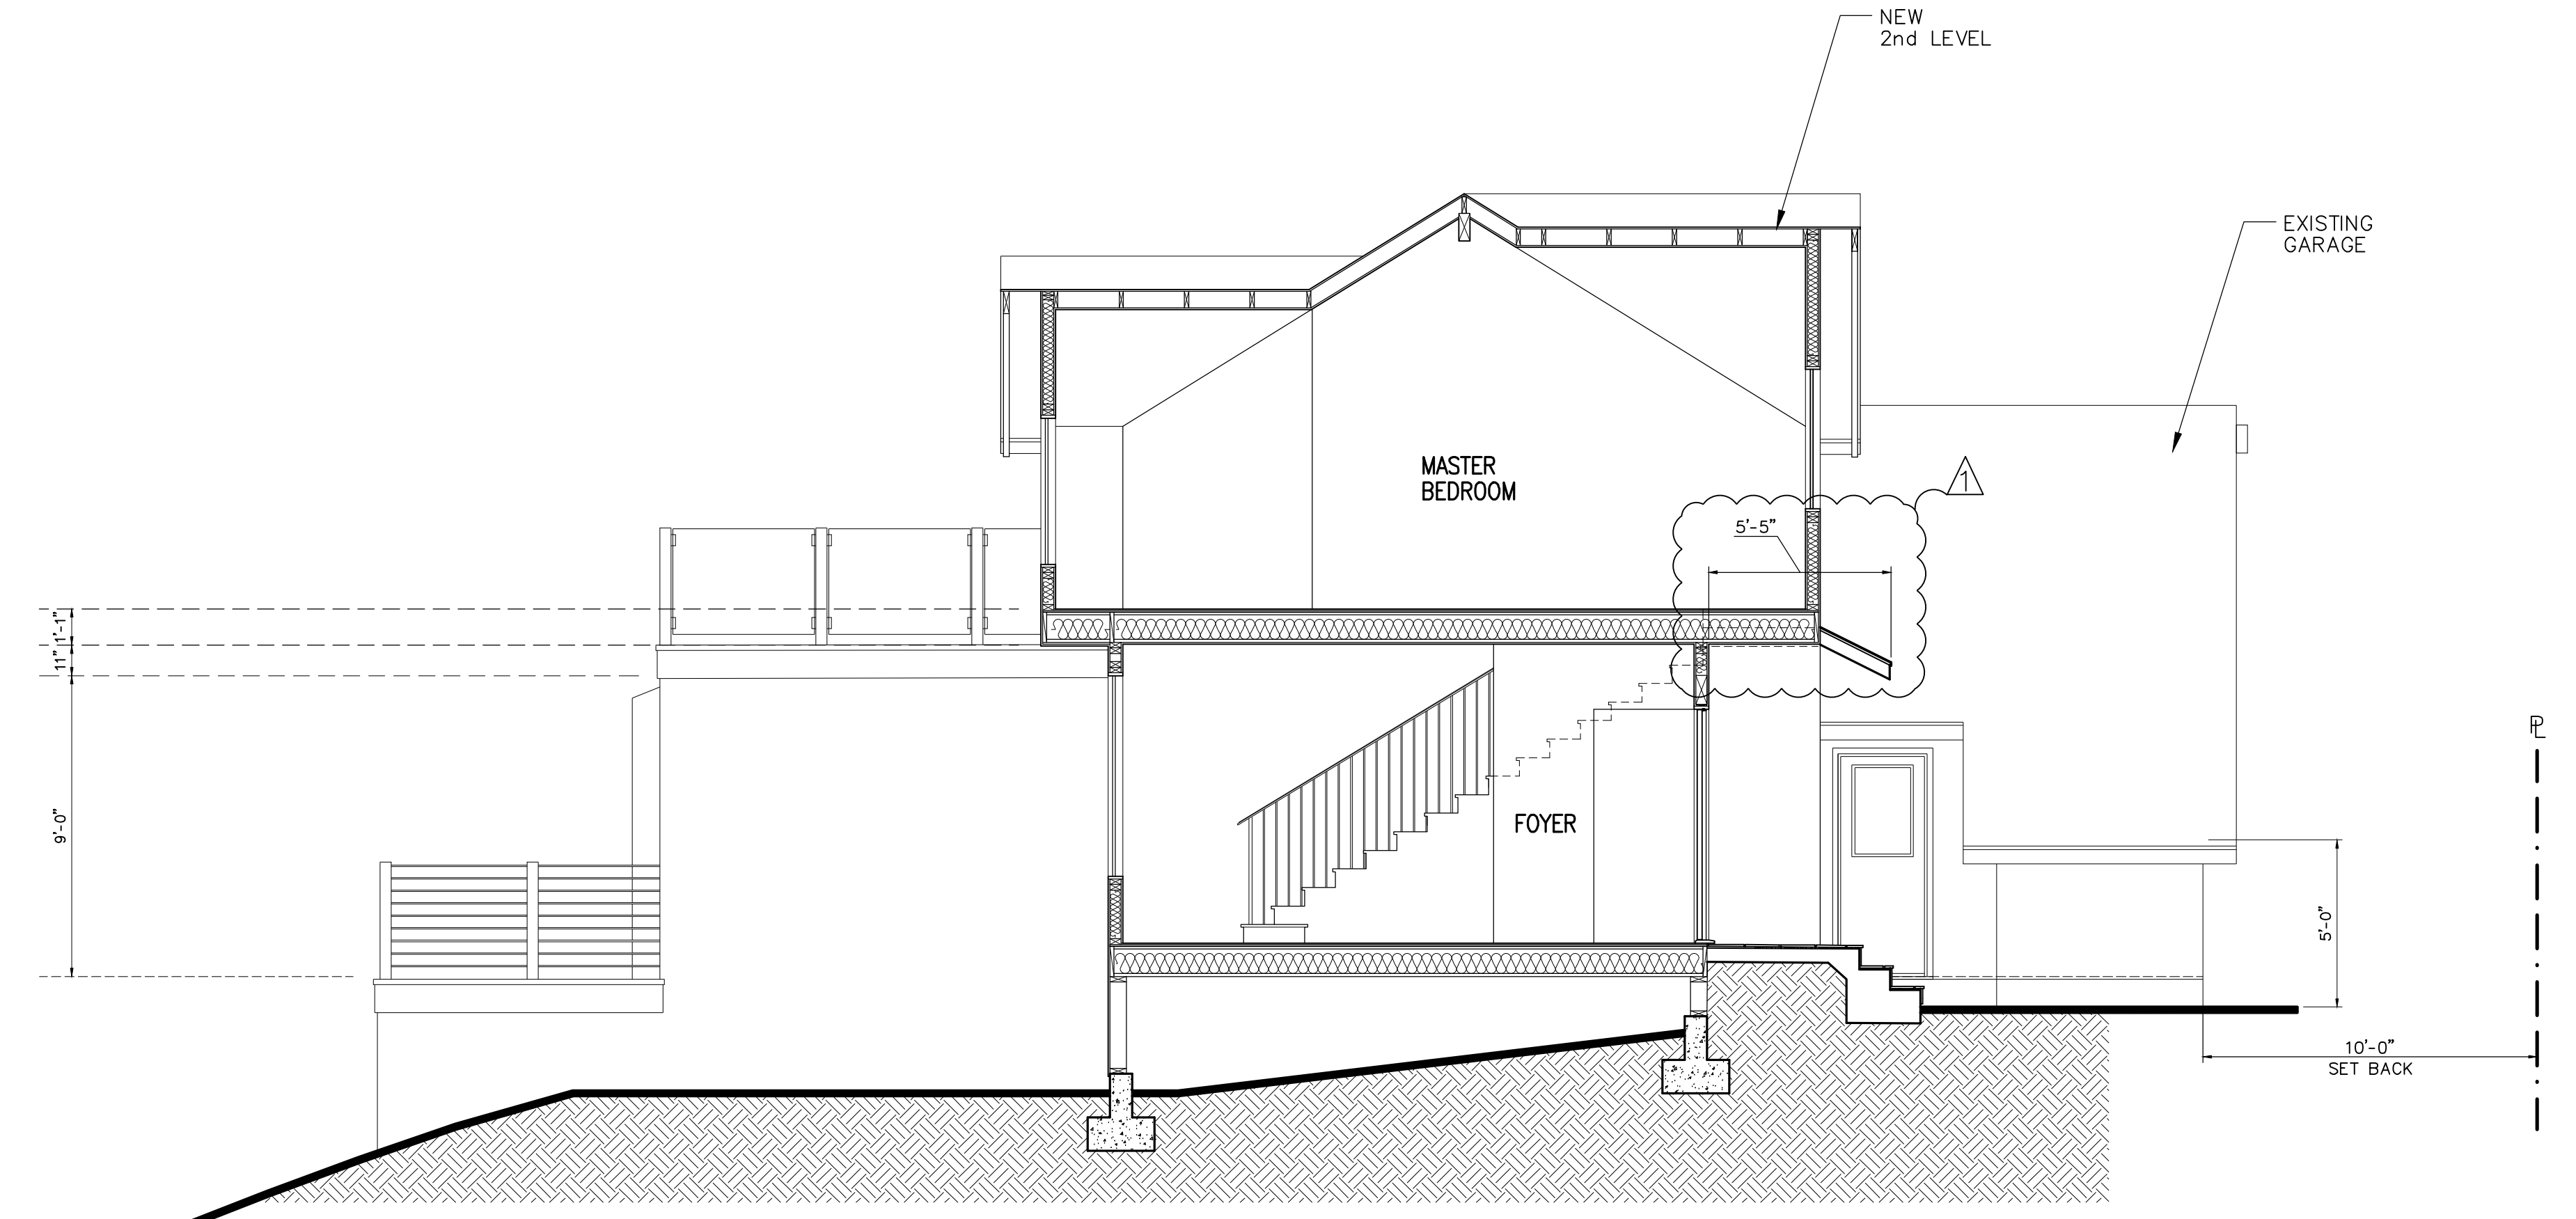 NEW
2nd LEVEL
EXISTING
GARAGE
MASTER
BEDROOM
1
5'-5"
1'-1"
11"
9'-0"
FOYER
PL
5'-0"
10'-0"
SET BACK